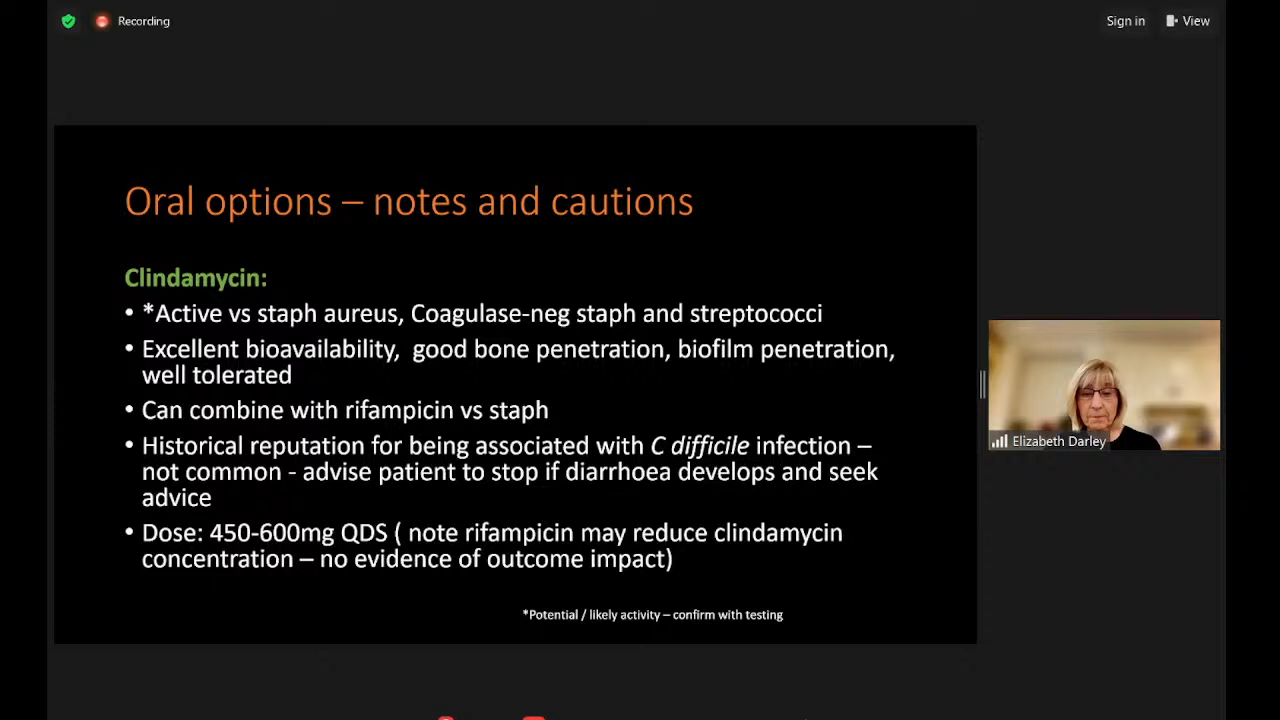 Recording
Sign in
View
Oral options – notes and cautions
Clindamycin:
• *Active vs staph aureus, Coagulase-neg staph and streptococci
• Excellent bioavailability,  good bone penetration, biofilm penetration,
well tolerated
• Can combine with rifampicin vs staph
• Historical reputation for being associated with C difficile infection –
not common - advise patient to stop if diarrhoea develops and seek
advice
• Dose: 450-600mg QDS ( note rifampicin may reduce clindamycin
concentration – no evidence of outcome impact)
*Potential / likely activity – confirm with testing
Elizabeth Darley